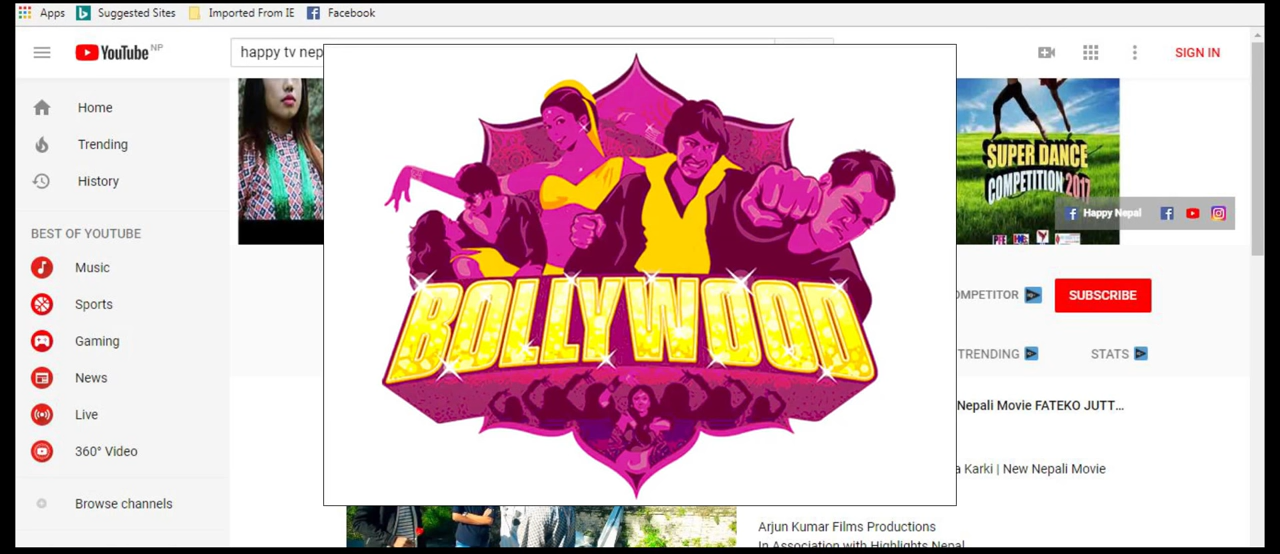 Apps Suggested Sites Imported From IE Facebook
YouTube NP
happy tv nep
SIGN IN
Home
Trending
History
BEST OF YOUTUBE
Music
Sports
Gaming
News
Live
360° Video
Browse channels
BOLLYWOOD
SUPER DANCE
COMPETITION 2017
Happy Nepal
OMPETITOR
SUBSCRIBE
TRENDING STATS
Nepali Movie FATEKO JUTT...
a Karki | New Nepali Movie
Arjun Kumar Films Productions
In Association with Highlights Nepal